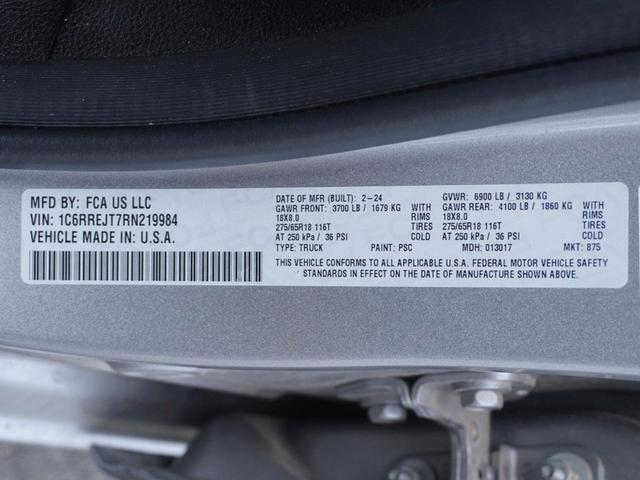 MFD BY: FCA US LLC
VIN: 1C6RREJT7RN219984
VEHICLE MADE IN: U.S.A.
DATE OF MFR (BUILT): 2-24 GVWR: 6900 LB / 3130 KG
GAWR FRONT: 3700 LB / 1679 KG WITH GAWR REAR: 4100 LB / 1860 KG WITH
18X8.0 RIMS 18X8.0 RIMS
275/65R18 116T TIRES 275/65R18 116T TIRES
AT 250 kPa / 36 PSI COLD AT 250 kPa / 36 PSI COLD
TYPE: TRUCK PAINT: PSC MDH: 013017 MKT: 875
THIS VEHICLE CONFORMS TO ALL APPLICABLE U.S.A. FEDERAL MOTOR VEHICLE SAFETY
STANDARDS IN EFFECT ON THE DATE OF MANUFACTURE SHOWN ABOVE.